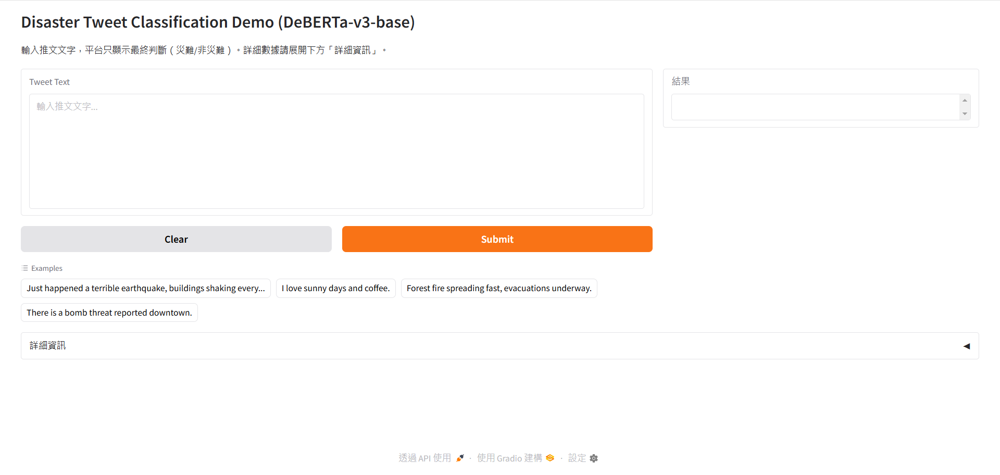 Disaster Tweet Classification Demo (DeBERTa-v3-base)
輸入推文文字，平台只顯示最終判斷（災難/非災難）。詳細數據請展開下方「詳細資訊」。
Tweet Text
輸入推文文字...
結果
Clear
Submit
Examples
Just happened a terrible earthquake, buildings shaking every...
I love sunny days and coffee.
Forest fire spreading fast, evacuations underway.
There is a bomb threat reported downtown.
詳細資訊
透過 API 使用 · 使用 Gradio 建構 · 設定